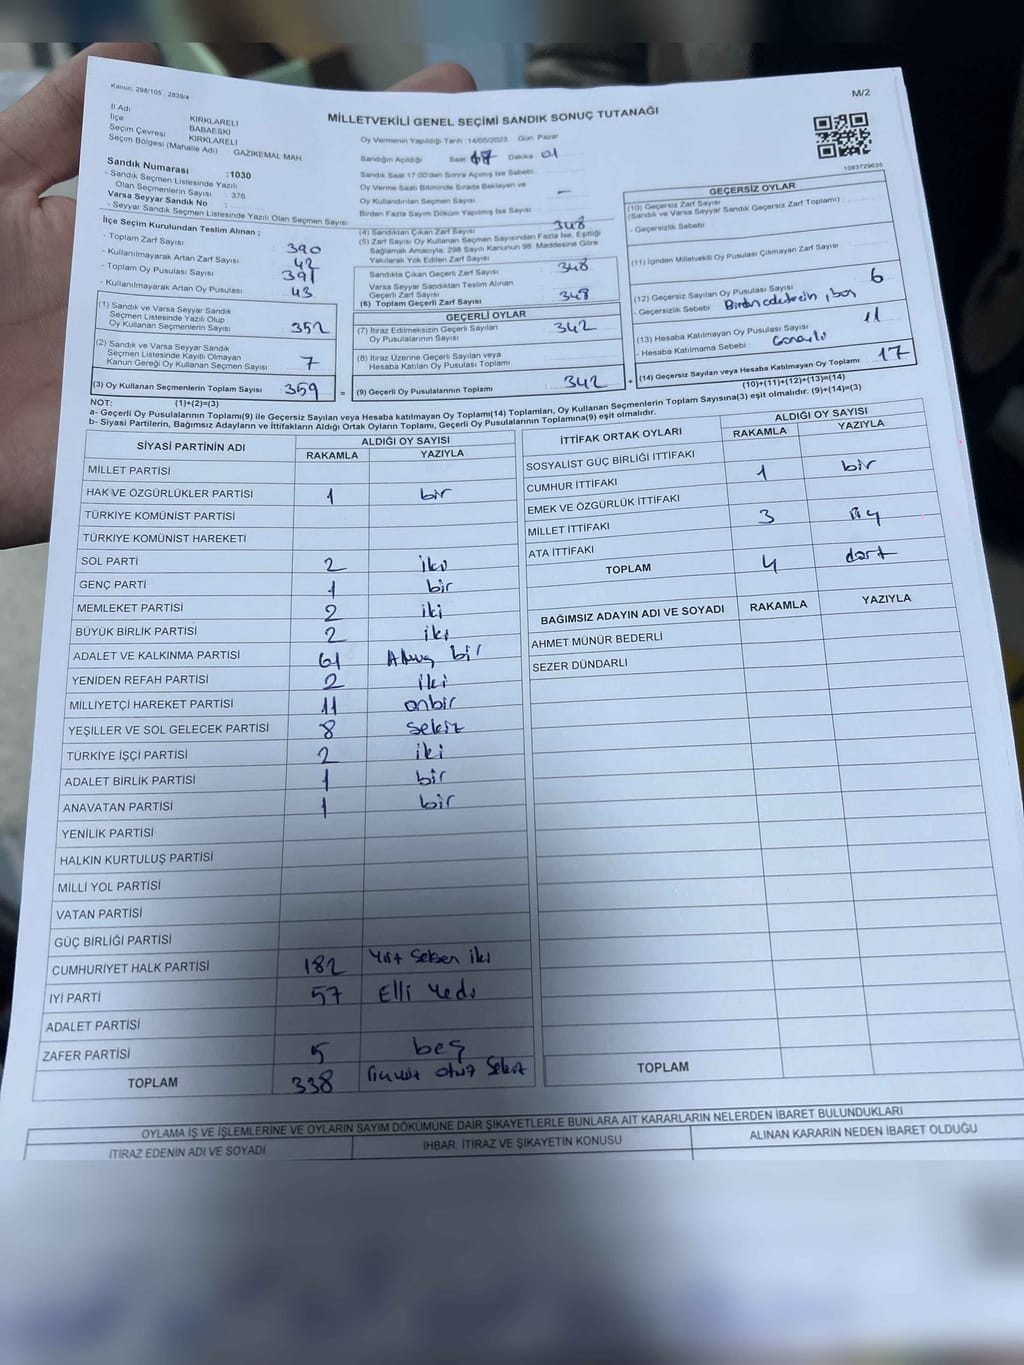 Kanun: 298/105 ; 2839/4
M/2
MİLLETVEKİLİ GENEL SEÇİMİ SANDIK SONUÇ TUTANAĞI
İl Adı : KIRKLARELİ
İlçe : BABAESKİ
Seçim Çevresi : KIRKLARELİ
Seçim Bölgesi (Mahalle Adı) : GAZİKEMAL MAH.
Sandık Numarası :1030
- Sandık Seçmen Listesinde Yazılı
Olan Seçmenlerin Sayısı : 376
Varsa Seyyar Sandık No :
- Seyyar Sandık Seçmen Listesinde Yazılı Olan Seçmen Sayısı :
Oy Vermenin Yapıldığı Tarih :14/05/2023 Gün: Pazar
Sandığın Açıldığı Saat 17 Dakika 01
Sandık Saat 17:00'dan Sonra Açılmış İse Sebebi :
Oy Verme Saati Bitiminde Sırada Bekleyen ve
Oy Kullandırılan Seçmen Sayısı : -
Birden Fazla Sayım Döküm Yapılmış İse Sayısı :
1083729635
İlçe Seçim Kurulundan Teslim Alınan ;
- Toplam Zarf Sayısı 390
- Kullanılmayarak Artan Zarf Sayısı 42
- Toplam Oy Pusulası Sayısı 391
- Kullanılmayarak Artan Oy Pusulası 43
(1) Sandık ve Varsa Seyyar Sandık
Seçmen Listesinde Yazılı Olup
Oy Kullanan Seçmenlerin Sayısı 352
(2) Sandık ve Varsa Seyyar Sandık
Seçmen Listesinde Kayıtlı Olmayan
Kanun Gereği Oy Kullanan Seçmen Sayısı 7
(3) Oy Kullanan Seçmenlerin Toplam Sayısı 359 =
(4) Sandıktan Çıkan Zarf Sayısı 348
(5) Zarf Sayısı Oy Kullanan Seçmen Sayısından Fazla İse, Eşitliği
Sağlamak Amacıyla; 298 Sayılı Kanunun 98. Maddesine Göre
Yakılarak Yok Edilen Zarf Sayısı
Sandıkta Çıkan Geçerli Zarf Sayısı 348
Varsa Seyyar Sandıktan Teslim Alınan
Geçerli Zarf Sayısı
(6) Toplam Geçerli Zarf Sayısı 348
GEÇERLİ OYLAR
(7) İtiraz Edilmeksizin Geçerli Sayılan
Oy Pusulalarının Sayısı 342
(8) İtiraz Üzerine Geçerli Sayılan veya
Hesaba Katılan Oy Pusulası Toplamı
(9) Geçerli Oy Pusulalarının Toplamı 342 +
GEÇERSİZ OYLAR
(10) Geçersiz Zarf Sayısı
(Sandık ve Varsa Seyyar Sandık Geçersiz Zarf Toplamı)
- Geçersizlik Sebebi :
(11) İçinden Milletvekili Oy Pusulası Çıkmayan Zarf Sayısı
(12) Geçersiz Sayılan Oy Pusulası Sayısı 6
- Geçersizlik Sebebi
(13) Hesaba Katılmayan Oy Pusulası Sayısı 11
- Hesaba Katılmama Sebebi :
(14) Geçersiz Sayılan veya Hesaba Katılmayan Oy Toplamı 17
NOT: (1)+(2)=(3)
(10)+(11)+(12)+(13)=(14)
a- Geçerli Oy Pusulalarının Toplamı(9) ile Geçersiz Sayılan veya Hesaba katılmayan Oy Toplamı(14) Toplamları, Oy Kullanan Seçmenlerin Toplam Sayısına(3) eşit olmalıdır. (9)+(14)=(3)
b- Siyasi Partilerin, Bağımsız Adayların ve İttifakların Aldığı Ortak Oyların Toplamı, Geçerli Oy Pusulalarının Toplamına(9) eşit olmalıdır.
SİYASİ PARTİNİN ADI ALDIĞI OY SAYISI
RAKAMLA YAZIYLA
MİLLET PARTİSİ
HAK VE ÖZGÜRLÜKLER PARTİSİ 1 bir
TÜRKİYE KOMÜNİST PARTİSİ
TÜRKİYE KOMÜNİST HAREKETİ
SOL PARTİ 2 iki
GENÇ PARTİ 1 bir
MEMLEKET PARTİSİ 2 iki
BÜYÜK BİRLİK PARTİSİ 2 iki
ADALET VE KALKINMA PARTİSİ 61 Atmış bir
YENİDEN REFAH PARTİSİ 2 iki
MİLLİYETÇİ HAREKET PARTİSİ 11 onbir
YEŞİLLER VE SOL GELECEK PARTİSİ 8 sekiz
TÜRKİYE İŞÇİ PARTİSİ 2 iki
ADALET BİRLİK PARTİSİ 1 bir
ANAVATAN PARTİSİ 1 bir
YENİLİK PARTİSİ
HALKIN KURTULUŞ PARTİSİ
MİLLİ YOL PARTİSİ
VATAN PARTİSİ
GÜÇ BİRLİĞİ PARTİSİ
CUMHURİYET HALK PARTİSİ 182 Yüz Seksen iki
İYİ PARTİ 57 Elli Yedi
ADALET PARTİSİ
ZAFER PARTİSİ 5 beş
TOPLAM 338 otuz Sekiz
İTTİFAK ORTAK OYLARI ALDIĞI OY SAYISI
RAKAMLA YAZIYLA
SOSYALİST GÜÇ BİRLİĞİ İTTİFAKI
CUMHUR İTTİFAKI 1 bir
EMEK VE ÖZGÜRLÜK İTTİFAKI
MİLLET İTTİFAKI 3 üç
ATA İTTİFAKI
TOPLAM 4 dört
BAĞIMSIZ ADAYIN ADI VE SOYADI RAKAMLA YAZIYLA
AHMET MÜNÜR BEDERLİ
SEZER DÜNDARLI
TOPLAM
OYLAMA İŞ VE İŞLEMLERİNE VE OYLARIN SAYIM DÖKÜMÜNE DAİR ŞİKAYETLERLE BUNLARA AİT KARARLARIN NELERDEN İBARET BULUNDUKLARI
İTİRAZ EDENİN ADI VE SOYADI İHBAR, İTİRAZ VE ŞİKAYETİN KONUSU ALINAN KARARIN NEDEN İBARET OLDUĞU